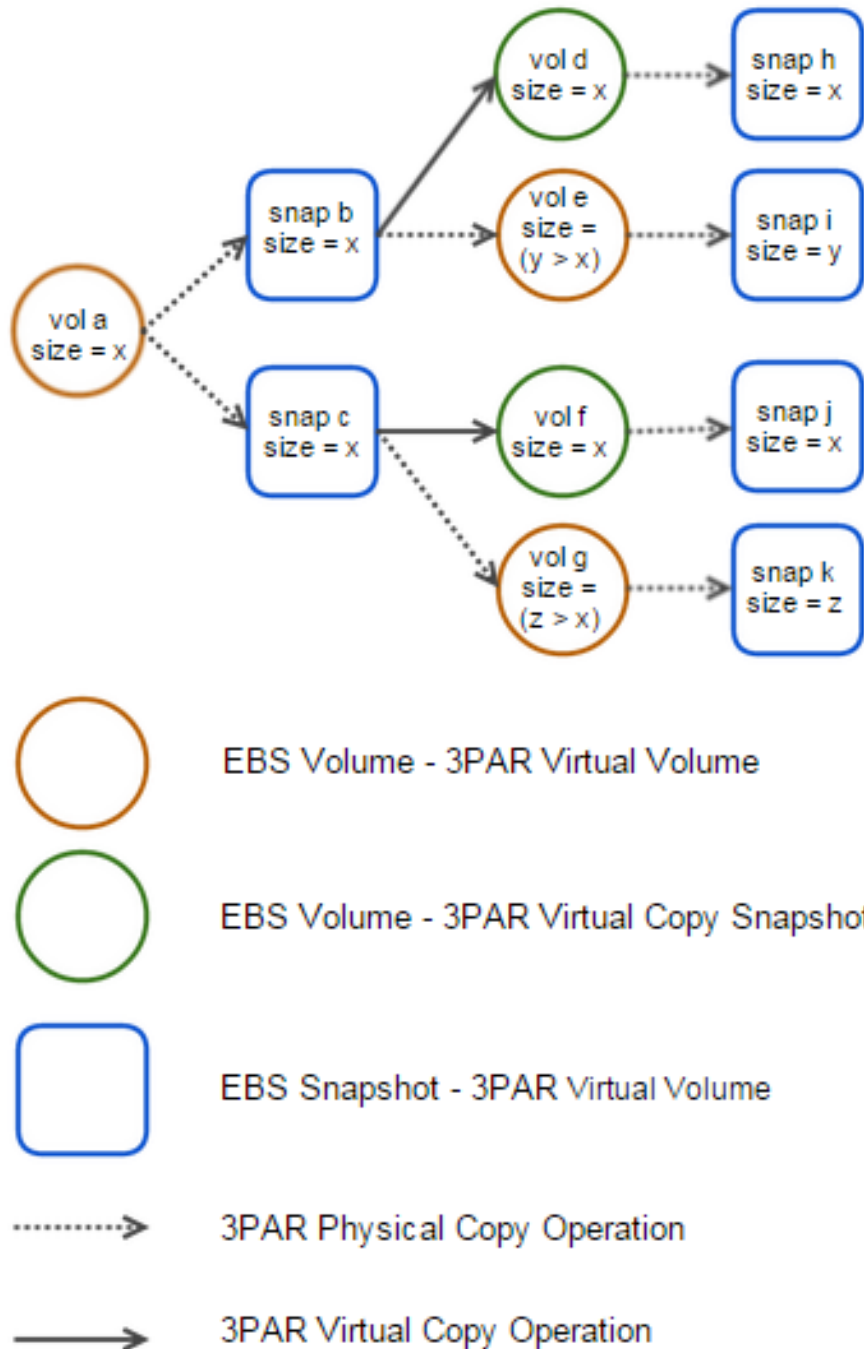 vol d
size = x
snap h
size = x
snap b
size = x
vol e
size =
(y > x)
snap i
size = y
vol a
size = x
snap c
size = x
vol f
size = x
snap j
size = x
vol g
size =
(z > x)
snap k
size = z
EBS Volume - 3PAR Virtual Volume
EBS Volume - 3PAR Virtual Copy Snapshot
EBS Snapshot - 3PAR Virtual Volume
3PAR Physical Copy Operation
3PAR Virtual Copy Operation